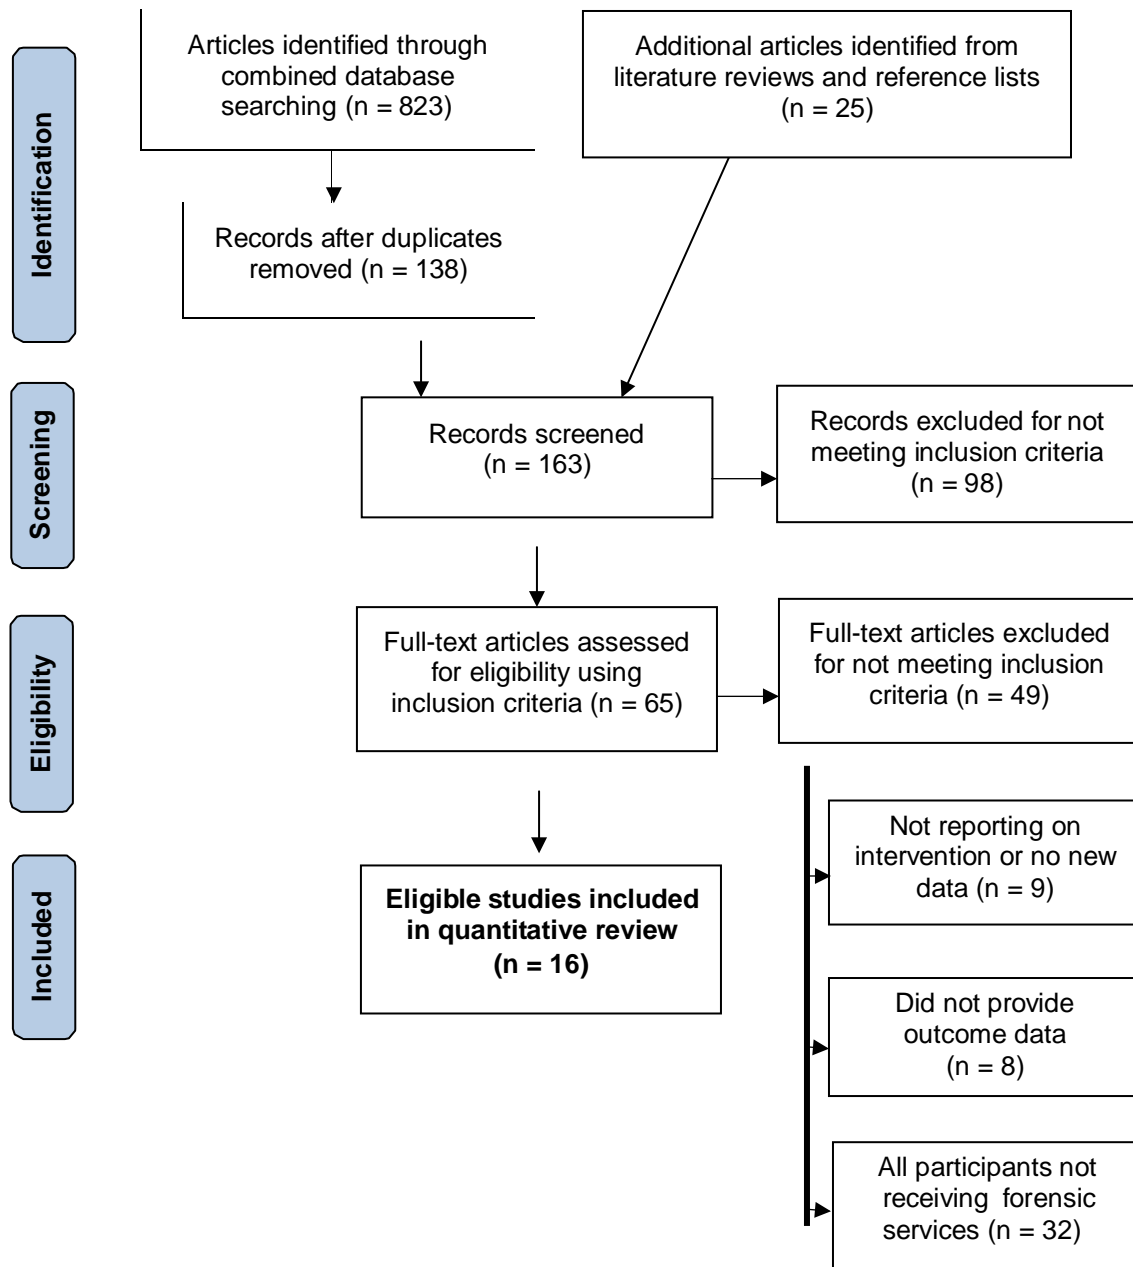 Identification
Articles identified through
combined database
searching (n = 823)
Additional articles identified from
literature reviews and reference lists
(n = 25)
Records after duplicates
removed (n = 138)
Screening
Records screened
(n = 163)
Records excluded for not
meeting inclusion criteria
(n = 98)
Eligibility
Full-text articles assessed
for eligibility using
inclusion criteria (n = 65)
Full-text articles excluded
for not meeting inclusion
criteria (n = 49)
Not reporting on
intervention or no new
data (n = 9)
Included
Eligible studies included
in quantitative review
(n = 16)
Did not provide
outcome data
(n = 8)
All participants not
receiving forensic
services (n = 32)